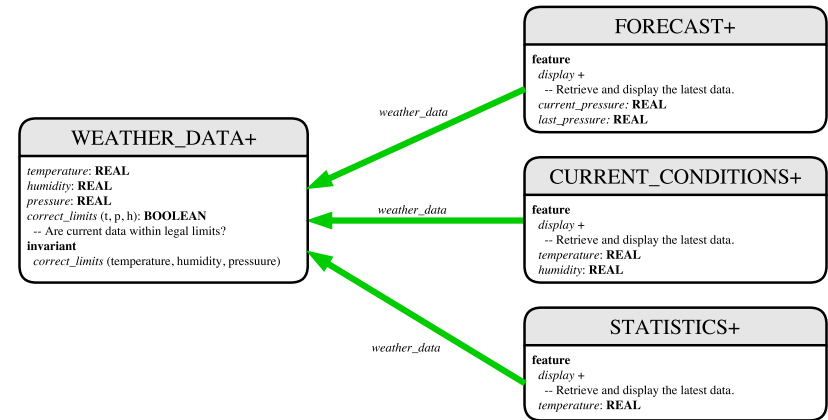 WEATHER_DATA+
temperature: REAL
humidity: REAL
pressure: REAL
correct_limits (t, p, h): BOOLEAN
-- Are current data within legal limits?
invariant
correct_limits (temperature, humidity, pressuure)
weather_data
weather_data
weather_data
FORECAST+
feature
display +
-- Retrieve and display the latest data.
current_pressure: REAL
last_pressure: REAL
CURRENT_CONDITIONS+
feature
display +
-- Retrieve and display the latest data.
temperature: REAL
humidity: REAL
STATISTICS+
feature
display +
-- Retrieve and display the latest data.
temperature: REAL